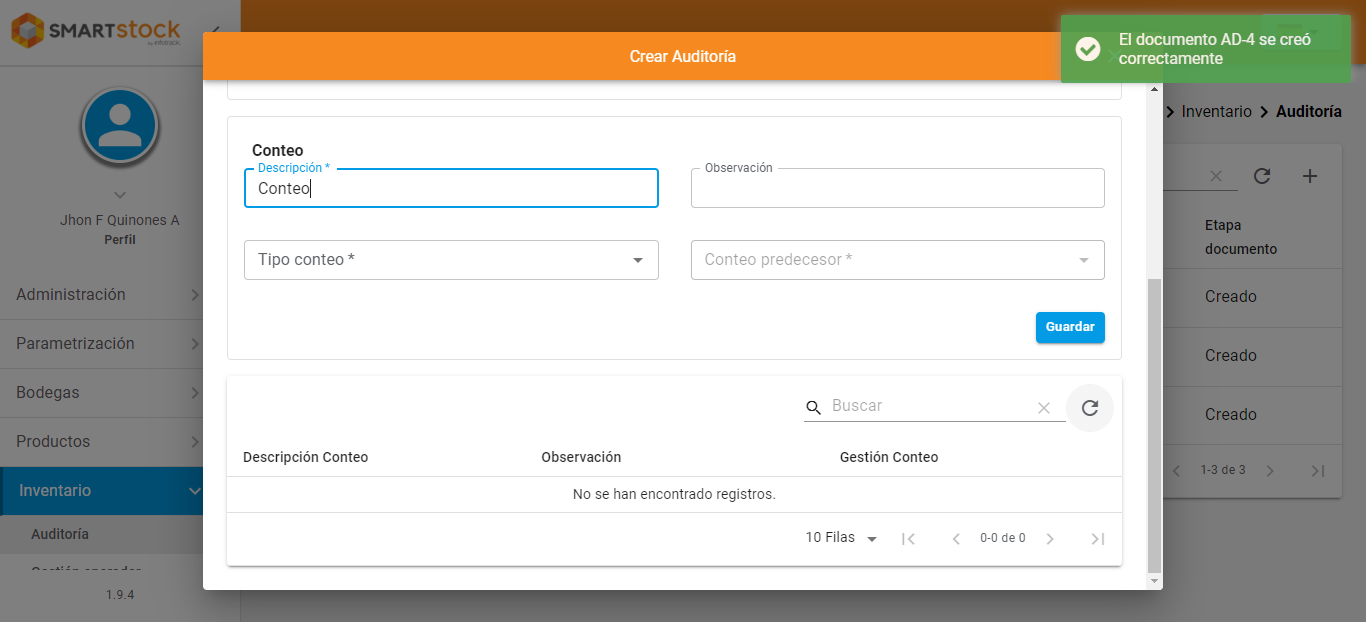 SMARTstock
by infotrack
Crear Auditoría
El documento AD-4 se creó
correctamente
Inventario
Auditoría
Jhon F Quinones A
Perfil
Administración
Parametrización
Bodegas
Productos
Inventario
Auditoría
1.9.4
Conteo
Descripción *
Conteo
Observación
Tipo conteo *
Conteo predecesor *
Guardar
Buscar
Descripción Conteo
Observación
Gestión Conteo
No se han encontrado registros.
10 Filas
0-0 de 0
Etapa
documento
Creado
Creado
Creado
1-3 de 3